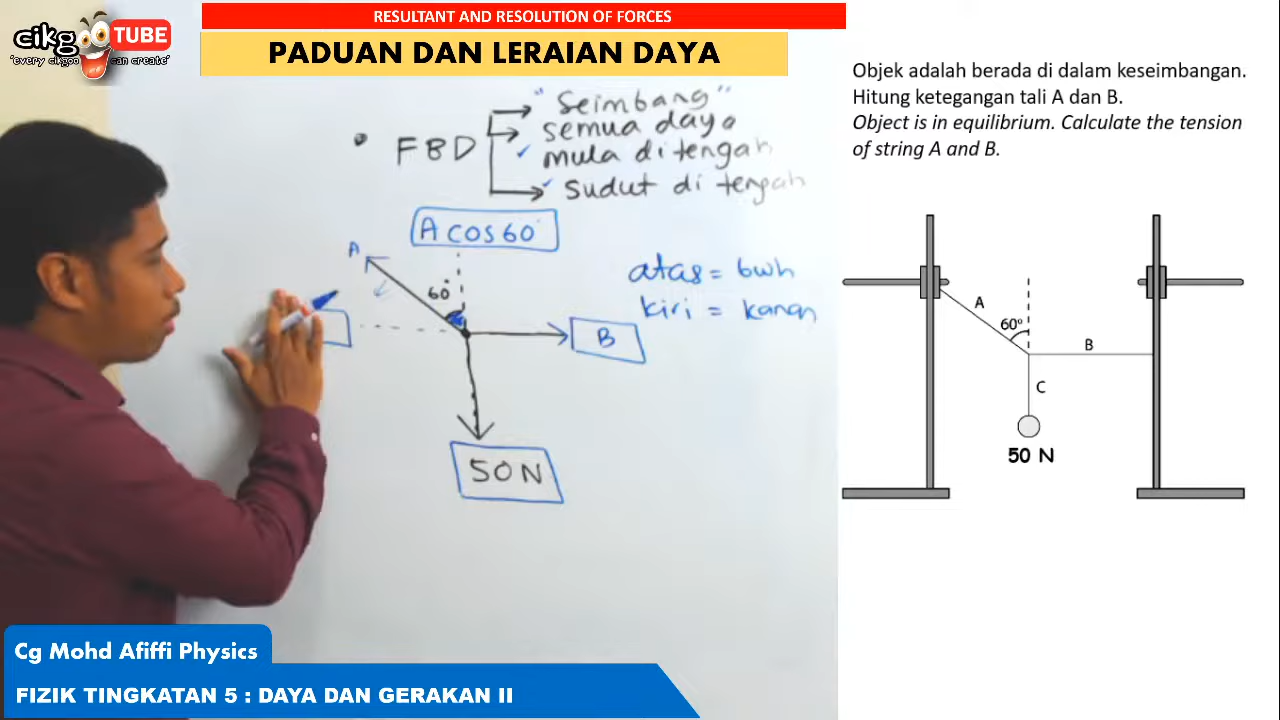 cikgooTUBE
'every cikgoo can create'
RESULTANT AND RESOLUTION OF FORCES
PADUAN DAN LERAIAN DAYA
Objek adalah berada di dalam keseimbangan.
Hitung ketegangan tali A dan B.
Object is in equilibrium. Calculate the tension
of string A and B.
• FBD
"Seimbang"
semua daya
mula di tengah
sudut di tengah
A cos 60°
A
60°
B
50N
atas = bwh
kiri = kanan
A
60°
B
C
50 N
Cg Mohd Afiffi Physics
FIZIK TINGKATAN 5 : DAYA DAN GERAKAN II